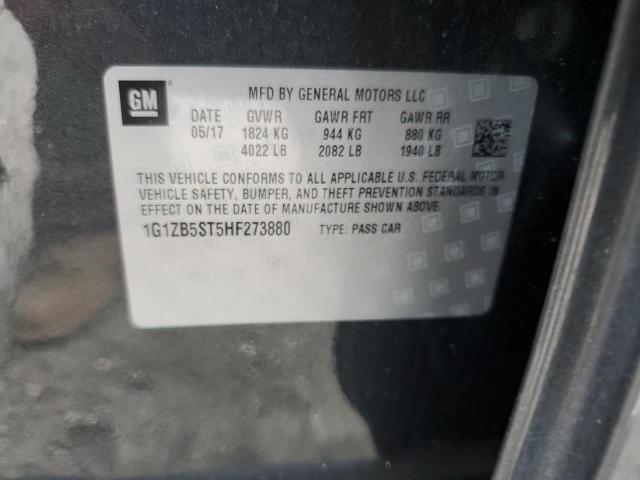 GM
MFD BY GENERAL MOTORS LLC
DATE GVWR GAWR FRT GAWR RR
05/17 1824 KG 944 KG 880 KG
4022 LB 2082 LB 1940 LB
THIS VEHICLE CONFORMS TO ALL APPLICABLE U.S. FEDERAL MOTOR
VEHICLE SAFETY, BUMPER, AND THEFT PREVENTION STANDARDS IN
EFFECT ON THE DATE OF MANUFACTURE SHOWN ABOVE.
1G1ZB5ST5HF273880 TYPE: PASS CAR